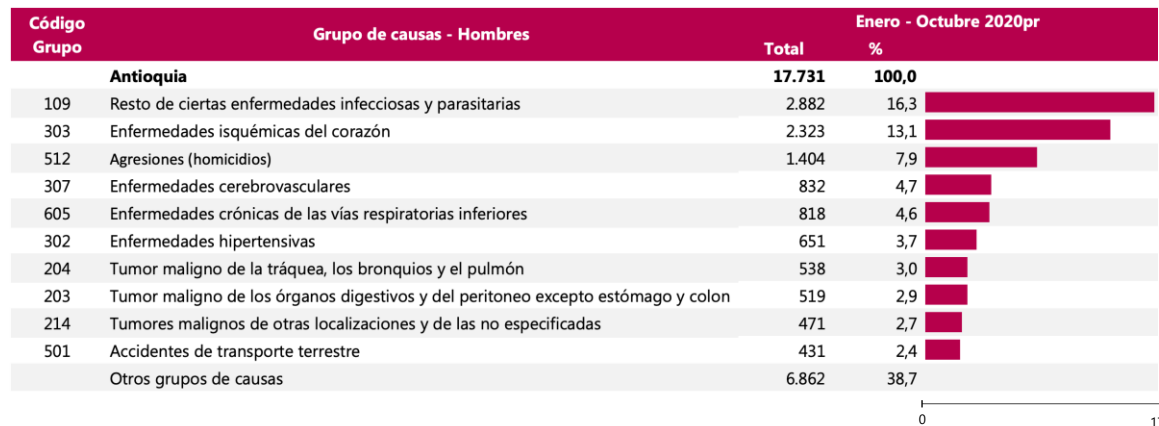 Código Grupo Grupo de causas - Hombres Enero - Octubre 2020pr
Total %
Antioquia 17.731 100,0
109 Resto de ciertas enfermedades infecciosas y parasitarias 2.882 16,3
303 Enfermedades isquémicas del corazón 2.323 13,1
512 Agresiones (homicidios) 1.404 7,9
307 Enfermedades cerebrovasculares 832 4,7
605 Enfermedades crónicas de las vías respiratorias inferiores 818 4,6
302 Enfermedades hipertensivas 651 3,7
204 Tumor maligno de la tráquea, los bronquios y el pulmón 538 3,0
203 Tumor maligno de los órganos digestivos y del peritoneo excepto estómago y colon 519 2,9
214 Tumores malignos de otras localizaciones y de las no especificadas 471 2,7
501 Accidentes de transporte terrestre 431 2,4
Otros grupos de causas 6.862 38,7
0